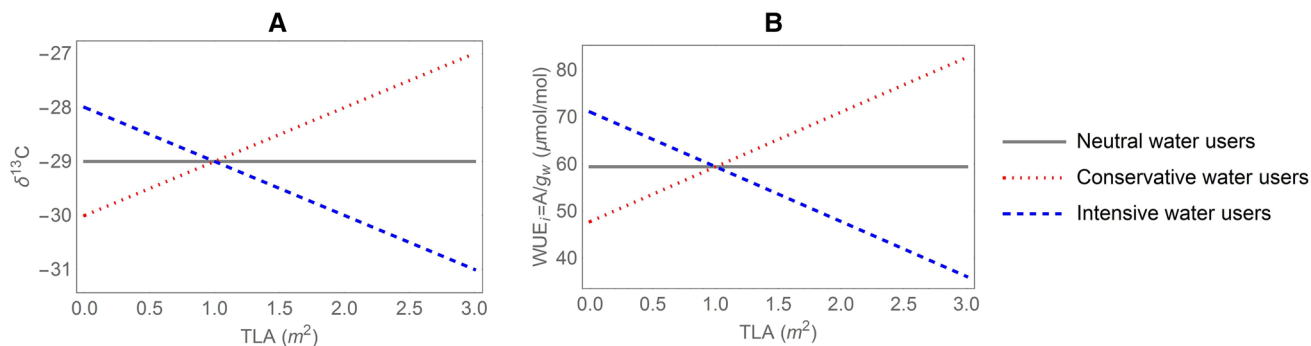 A
−27
−28
−29
−30
−31
δ¹³C
0.0 0.5 1.0 1.5 2.0 2.5 3.0
TLA (m²)
B
80
70
60
50
40
WUEᵢ=A/g_w (μmol/mol)
0.0 0.5 1.0 1.5 2.0 2.5 3.0
TLA (m²)
Neutral water users
Conservative water users
Intensive water users